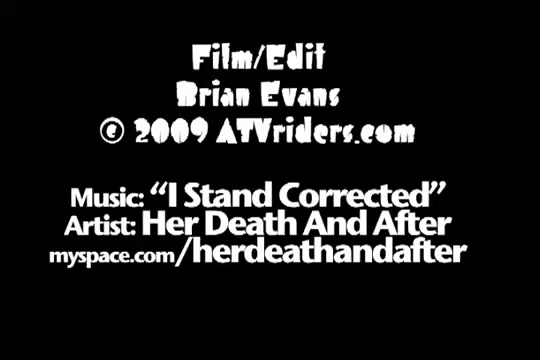 Film/Edit
Brian Evans
© 2009 ATVriders.com
Music: “I Stand Corrected”
Artist: Her Death And After
myspace.com/herdeathandafter